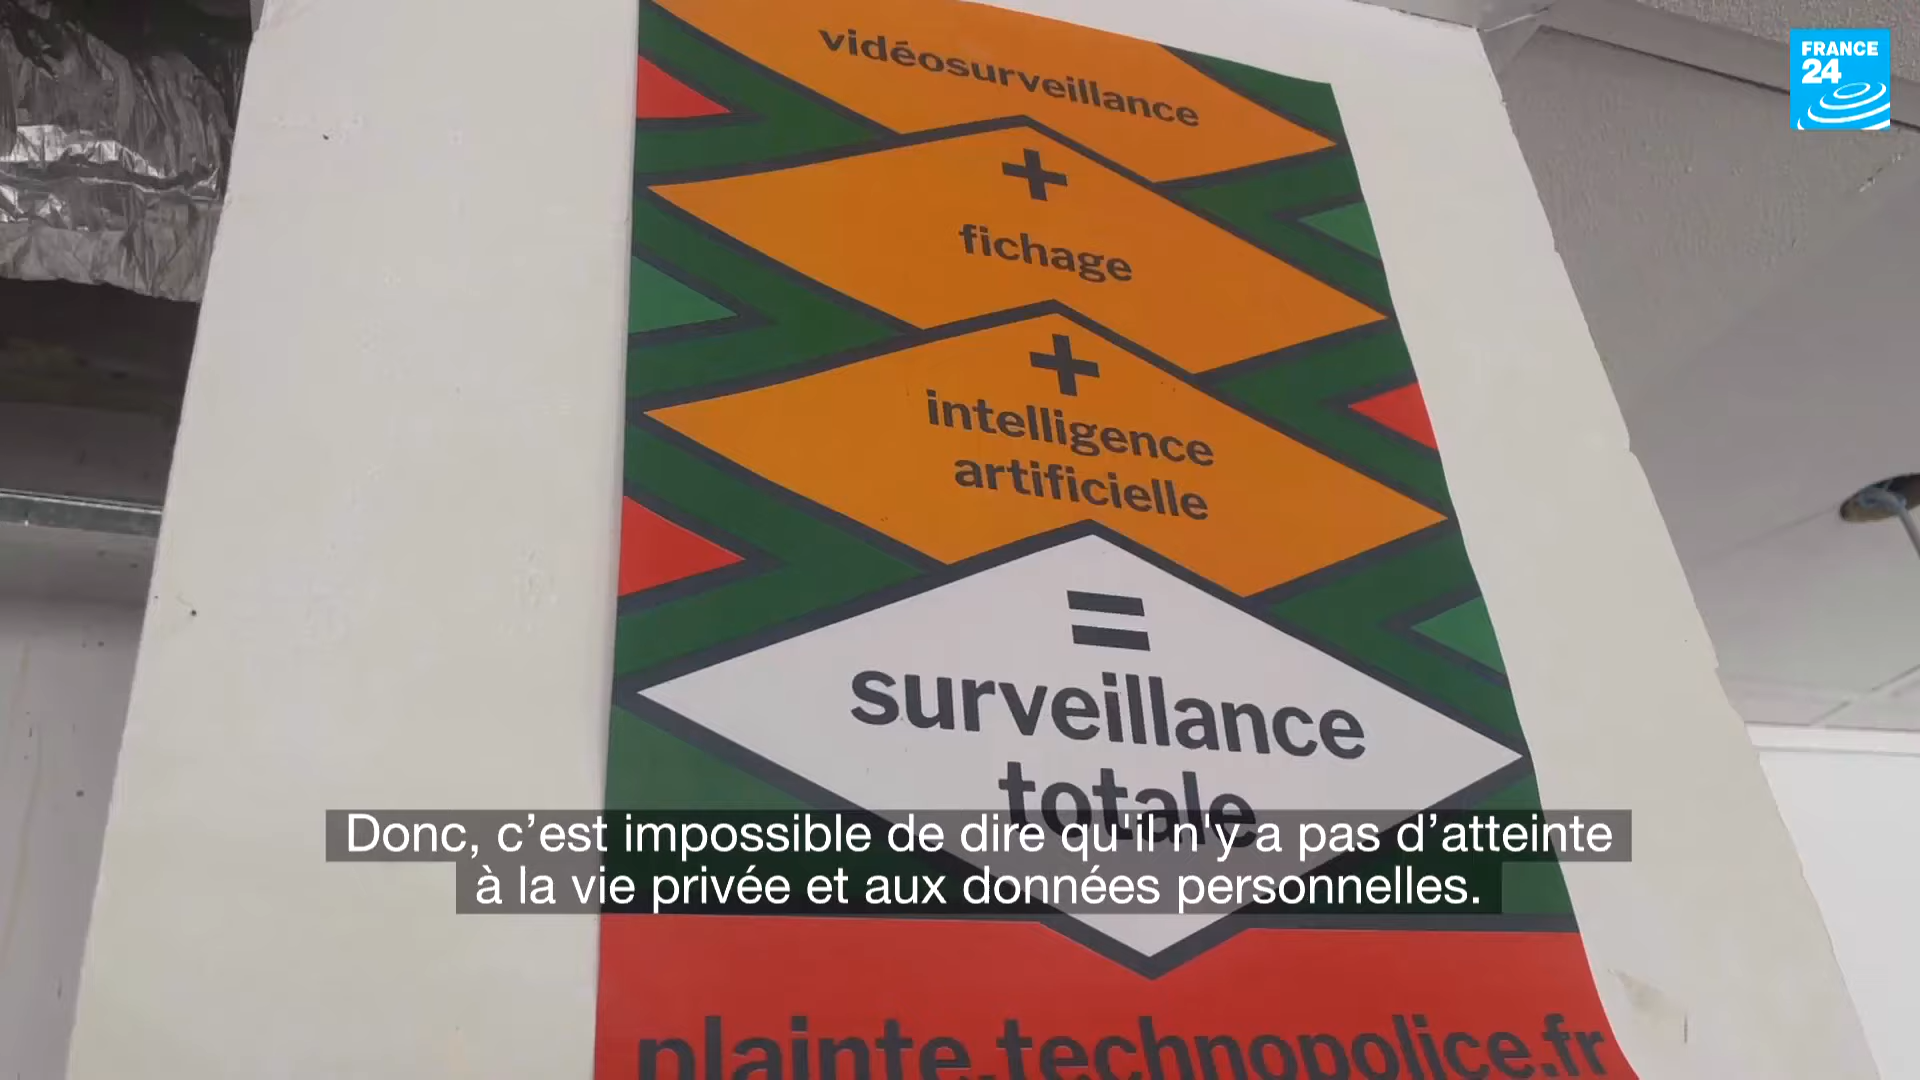 FRANCE
24
vidéosurveillance
+
fichage
+
intelligence
artificielle
=
surveillance
totale
Donc, c’est impossible de dire qu'il n'y a pas d’atteinte
à la vie privée et aux données personnelles.
plainte.technopolice.fr